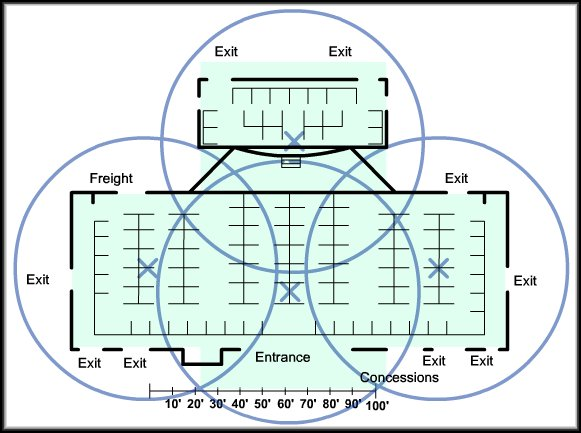 Exit Exit
Freight Exit
Exit Exit
Exit Exit Entrance Exit Exit
Concessions
10' 20' 30' 40' 50' 60' 70' 80' 90' 100'